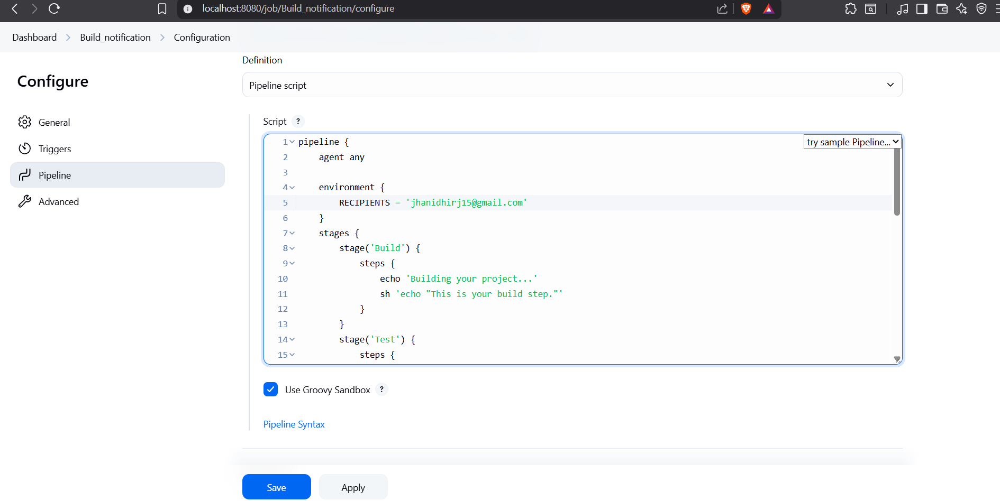 localhost:8080/job/Build_notification/configure
Dashboard > Build_notification > Configuration
Configure
General
Triggers
Pipeline
Advanced
Definition
Pipeline script
Script ?
try sample Pipeline...
1 pipeline {
2     agent any
3
4     environment {
5         RECIPIENTS = 'jhanidhirj15@gmail.com'
6     }
7     stages {
8         stage('Build') {
9             steps {
10                 echo 'Building your project...'
11                 sh 'echo "This is your build step."'
12             }
13         }
14         stage('Test') {
15             steps {
Use Groovy Sandbox ?
Pipeline Syntax
Save
Apply